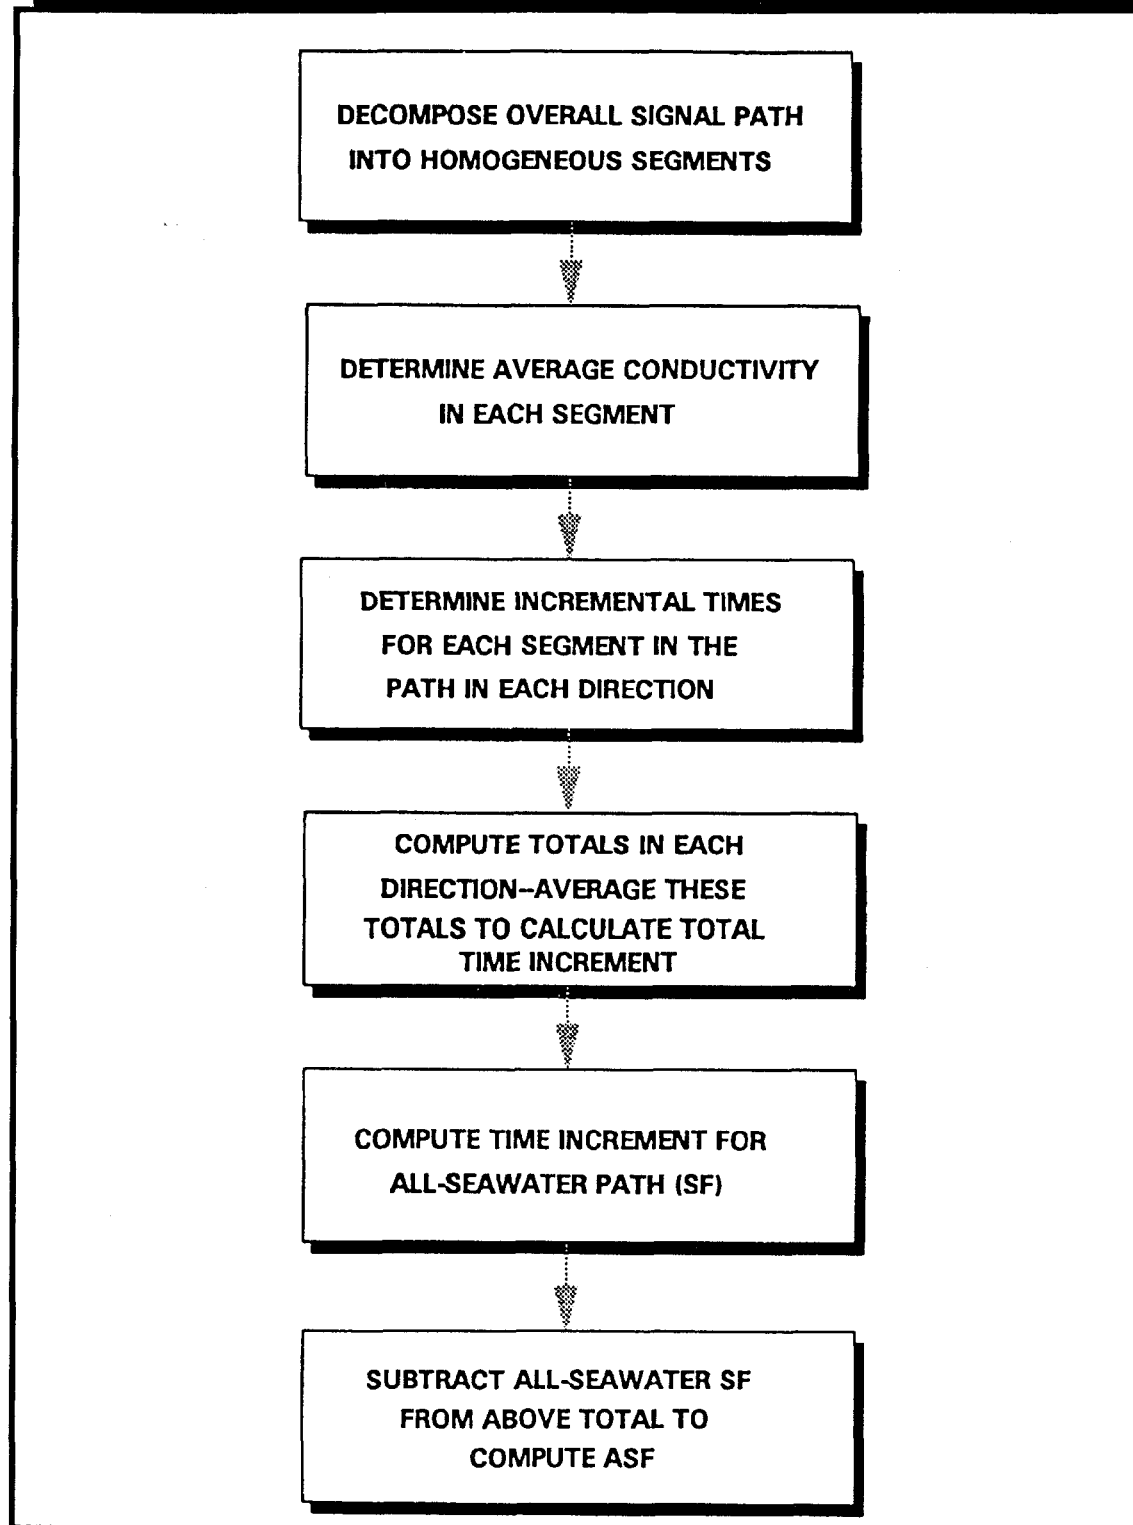 DECOMPOSE OVERALL SIGNAL PATH
INTO HOMOGENEOUS SEGMENTS
DETERMINE AVERAGE CONDUCTIVITY
IN EACH SEGMENT
DETERMINE INCREMENTAL TIMES
FOR EACH SEGMENT IN THE
PATH IN EACH DIRECTION
COMPUTE TOTALS IN EACH
DIRECTION–AVERAGE THESE
TOTALS TO CALCULATE TOTAL
TIME INCREMENT
COMPUTE TIME INCREMENT FOR
ALL-SEAWATER PATH (SF)
SUBTRACT ALL-SEAWATER SF
FROM ABOVE TOTAL TO
COMPUTE ASF